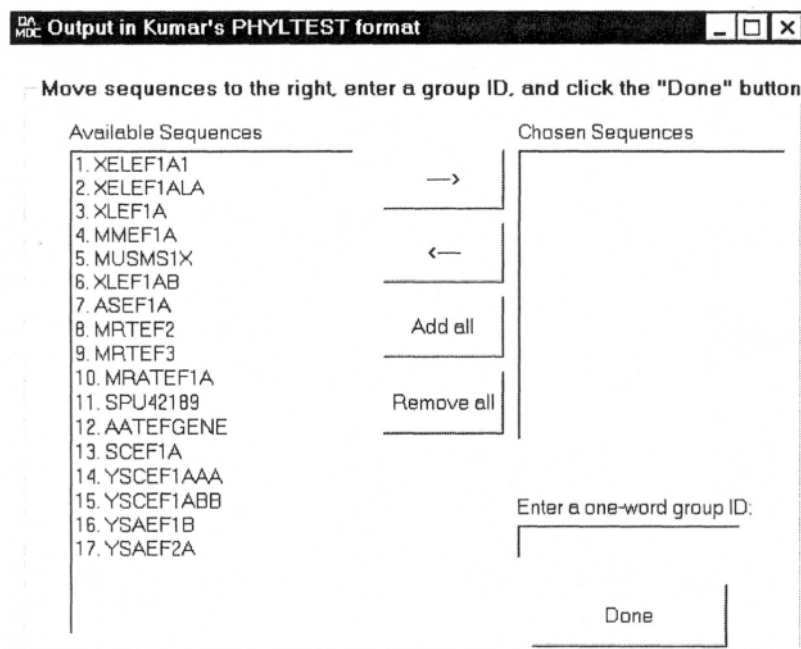 DA MDC Output in Kumar's PHYLTEST format
Move sequences to the right, enter a group ID, and click the "Done" button
Available Sequences
1. XELEF1A1
2. XELEF1ALA
3. XLEF1A
4. MMEF1A
5. MUSMS1X
6. XLEF1AB
7. ASEF1A
8. MRTEF2
9. MRTEF3
10. MRATEF1A
11. SPU42189
12. AATEFGENE
13. SCEF1A
14. YSCEF1AAA
15. YSCEF1ABB
16. YSAEF1B
17. YSAEF2A
—>
<—
Add all
Remove all
Chosen Sequences
Enter a one-word group ID:
Done